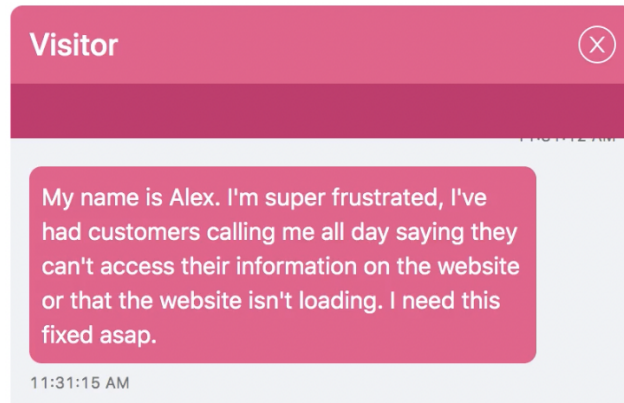 Visitor
My name is Alex. I'm super frustrated, I've
had customers calling me all day saying they
can't access their information on the website
or that the website isn't loading. I need this
fixed asap.
11:31:15 AM